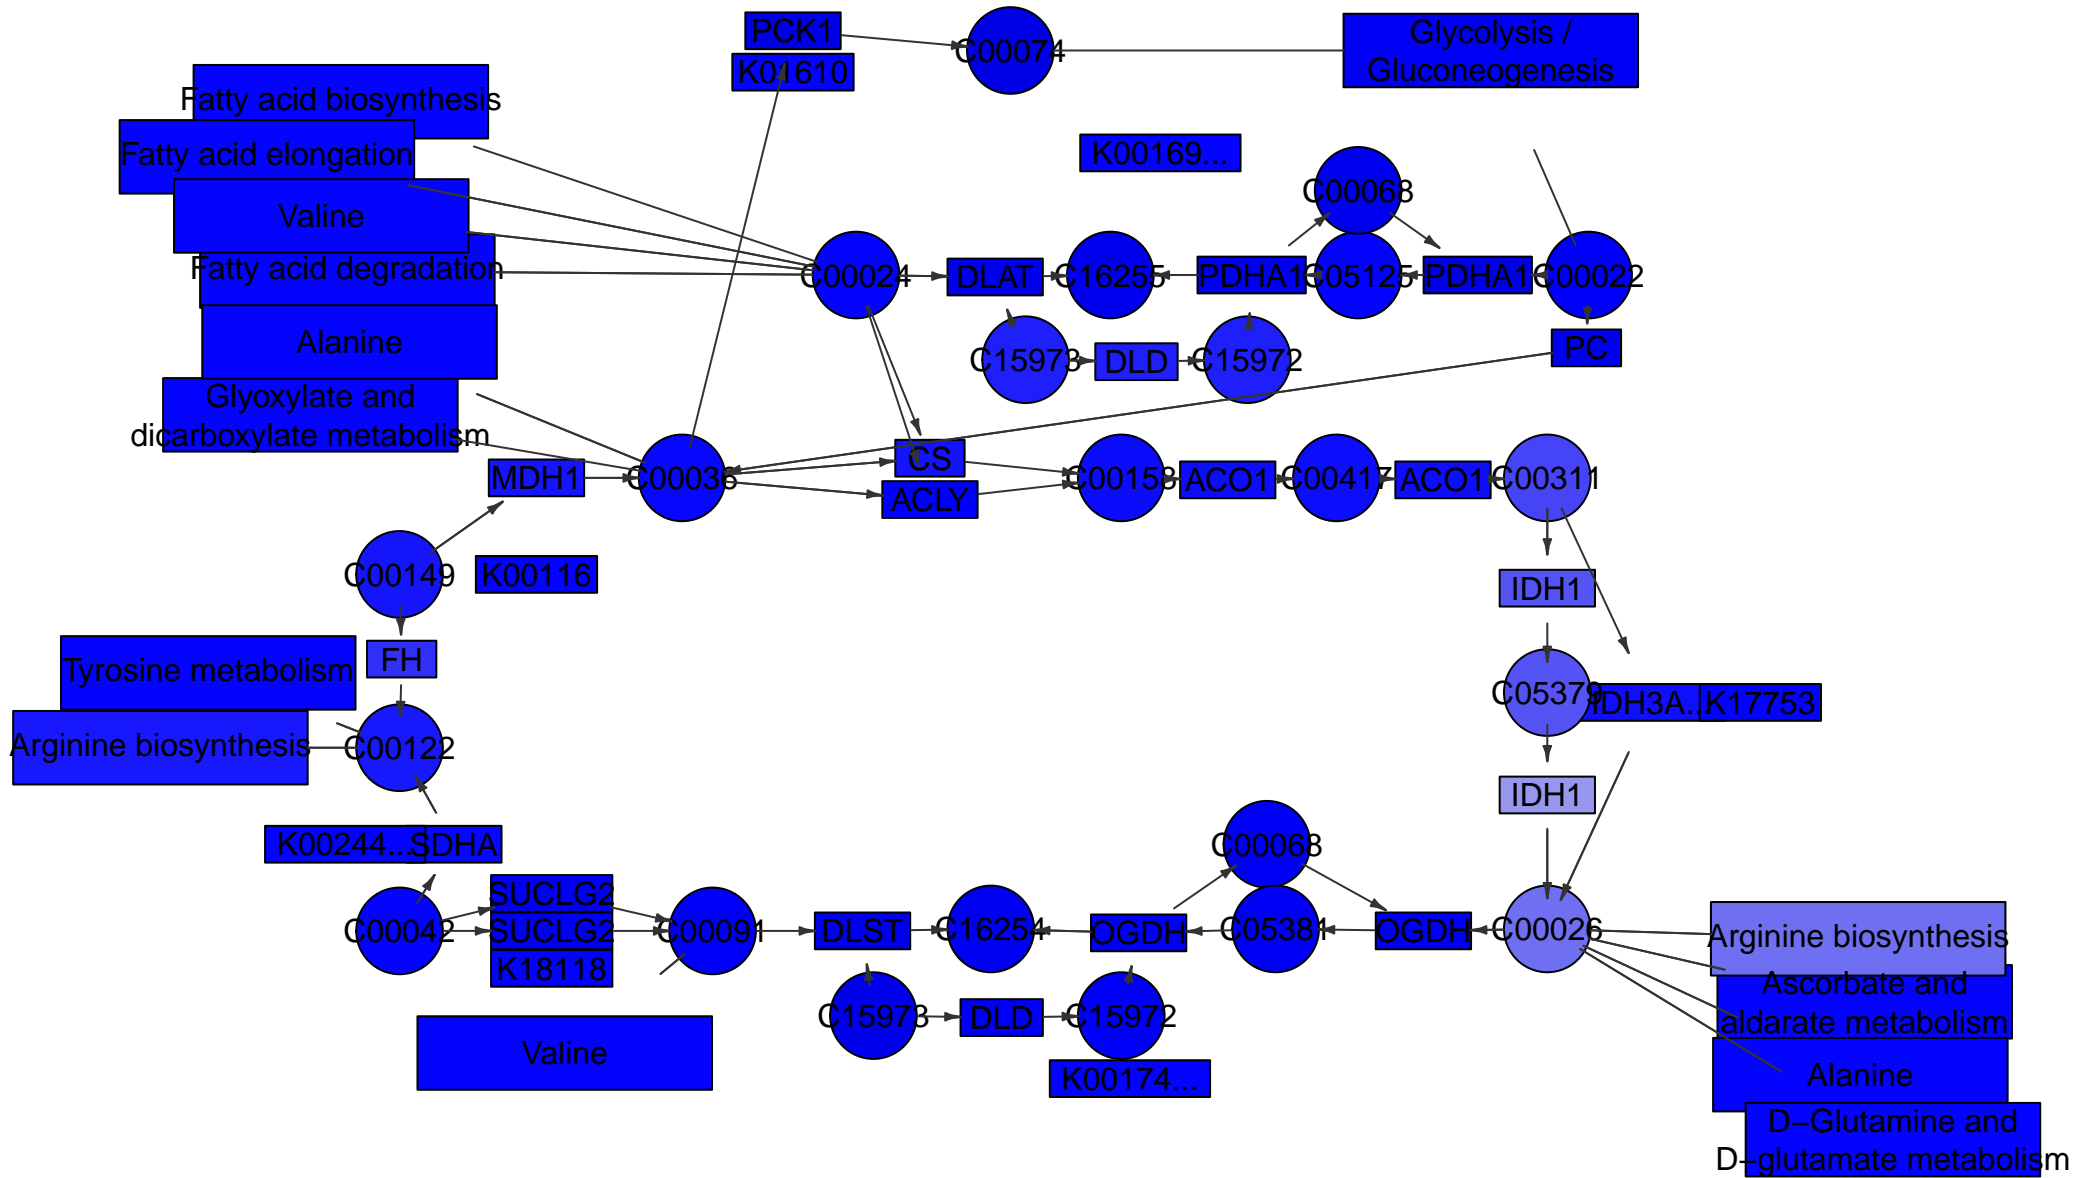 PCK1
C00074
Glycolysis /
Gluconeogenesis
K01610
Fatty acid biosynthesis
Fatty acid elongation
K00169...
C00068
Valine
Fatty acid degradation
C00024
DLAT
C16255
PDHA1
C05125
PDHA1
C00022
Alanine
C15973
DLD
C15972
PC
Glyoxylate and
dicarboxylate metabolism
MDH1
C00036
CS
ACLY
C00158
ACO1
C00417
ACO1
C00311
C00149
K00116
IDH1
Tyrosine metabolism
FH
C05379
IDH3A...
K17753
Arginine biosynthesis
C00122
IDH1
K00244...
SDHA
C00068
SUCLG2
C00042
SUCLG2
C00091
DLST
C16254
OGDH
C05381
OGDH
C00026
Arginine biosynthesis
K18118
Ascorbate and
aldarate metabolism
C15973
DLD
C15972
Valine
K00174...
Alanine
D–Glutamine and
D–glutamate metabolism